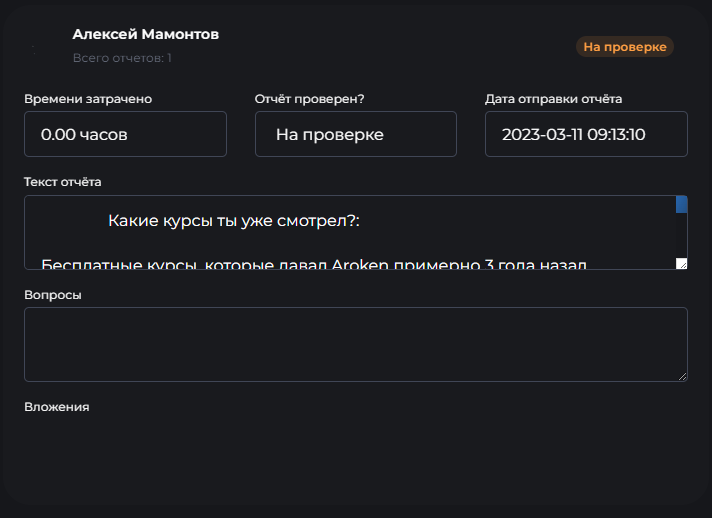 Алексей Мамонтов
Всего отчетов: 1
На проверке
Времени затрачено
Отчёт проверен?
Дата отправки отчёта
0.00 часов
На проверке
2023-03-11 09:13:10
Текст отчёта
Какие курсы ты уже смотрел?:
Бесплатные курсы, которые давал Aroken примерно 3 года назад
Вопросы
Вложения